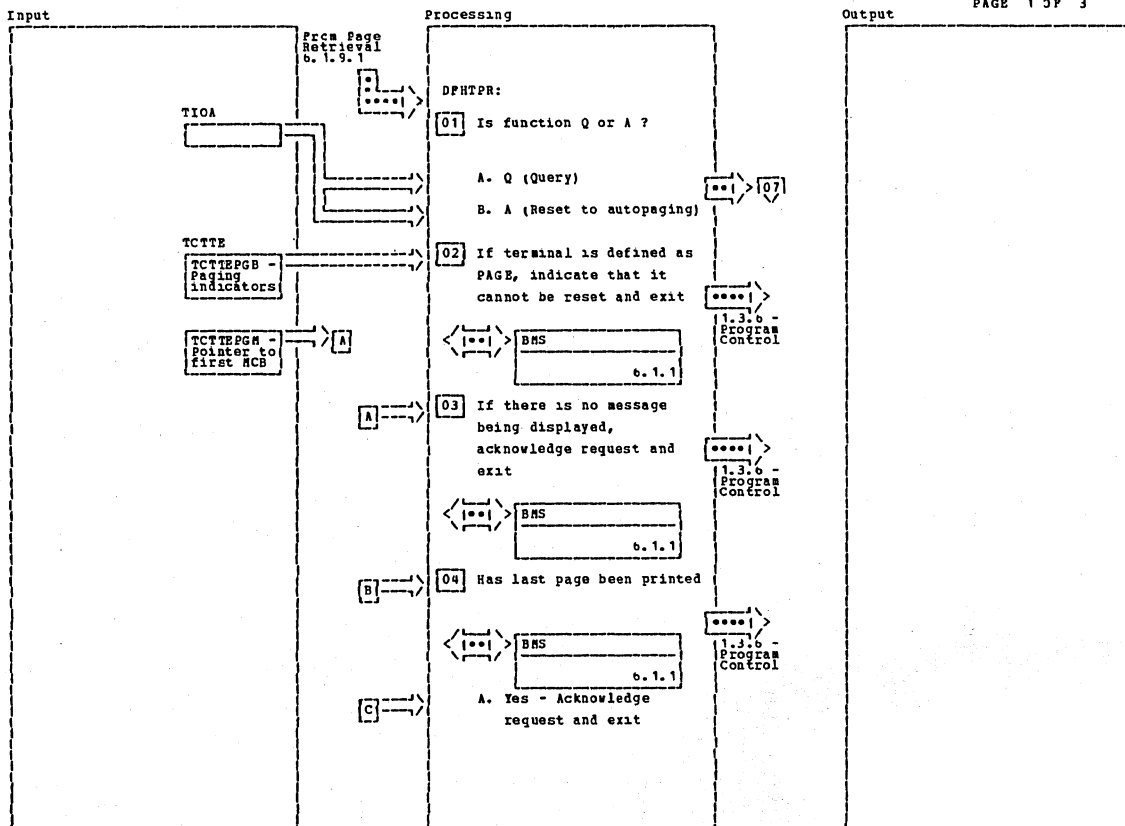 PAGE 1 OF 3
Input
Processing
Output
From Page
Retrieval
6.1.9.1
DFHTPR:
TIOA
01 Is function Q or A ?
A. Q (Query)
07
B. A (Reset to autopaging)
TCTTE
TCTTEPGB -
Paging
indicators
02 If terminal is defined as
PAGE, indicate that it
cannot be reset and exit
1.3.6 -
Program
Control
TCTTEPGM -
Pointer to
first MCB
A
BMS
6.1.1
A
03 If there is no message
being displayed,
acknowledge request and
exit
1.3.6 -
Program
Control
BMS
6.1.1
B
04 Has last page been printed
1.3.6 -
Program
Control
BMS
6.1.1
C
A. Yes - Acknowledge
request and exit